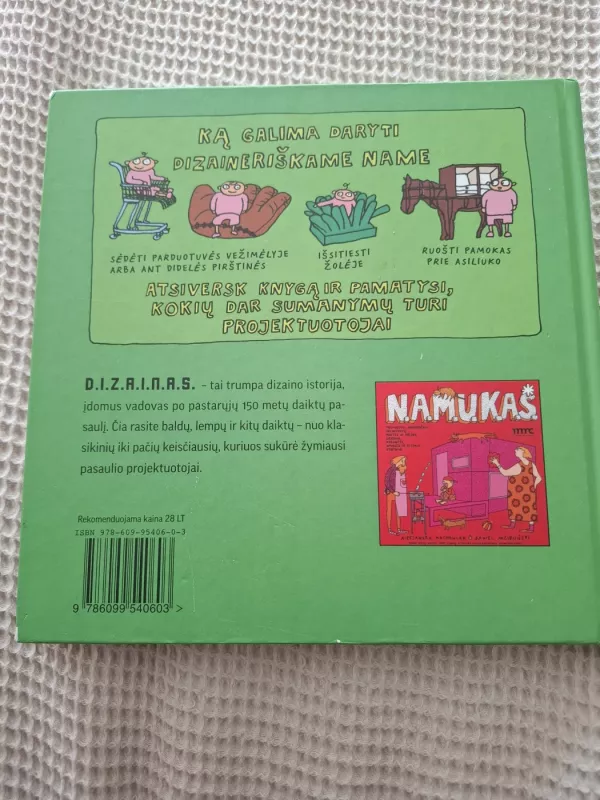 KĄ GALIMA DARYTI
DIZAINERIŠKAME NAME
SĖDĖTI PARDUOTUVĖS VEŽIMĖLYJE
ARBA ANT DIDELĖS PIRŠTINĖS
IŠSITIESTI
ŽOLĖJE
RUOŠTI PAMOKAS
PRIE ASILIUKO
ATSIVERSK KNYGĄ IR PAMATYSI,
KOKIŲ DAR SUMANYMŲ TURI
PROJEKTUOTOJAI
D.I.Z.A.I.N.A.S. – tai trumpa dizaino istorija,
įdomus vadovas po pastarųjų 150 metų daiktų pa-
saulį. Čia rasite baldų, lempų ir kitų daiktų – nuo kla-
sikinių iki pačių keisčiausių, kuriuos sukūrė žymiausi
pasaulio projektuotojai.
N.A.M.U.K.A.S.
Rekomenduojama kaina 28 LT
ISBN 978-609-95406-0-3
9 786099 540603 >